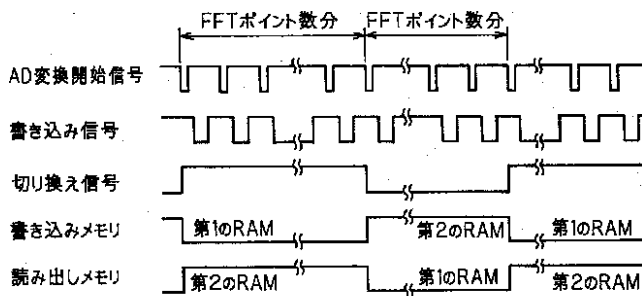 FFTポイント数分 FFTポイント数分
AD変換開始信号
書き込み信号
切り換え信号
書き込みメモリ 第1のRAM 第2のRAM 第1のRAM
読み出しメモリ 第2のRAM 第1のRAM 第2のRAM